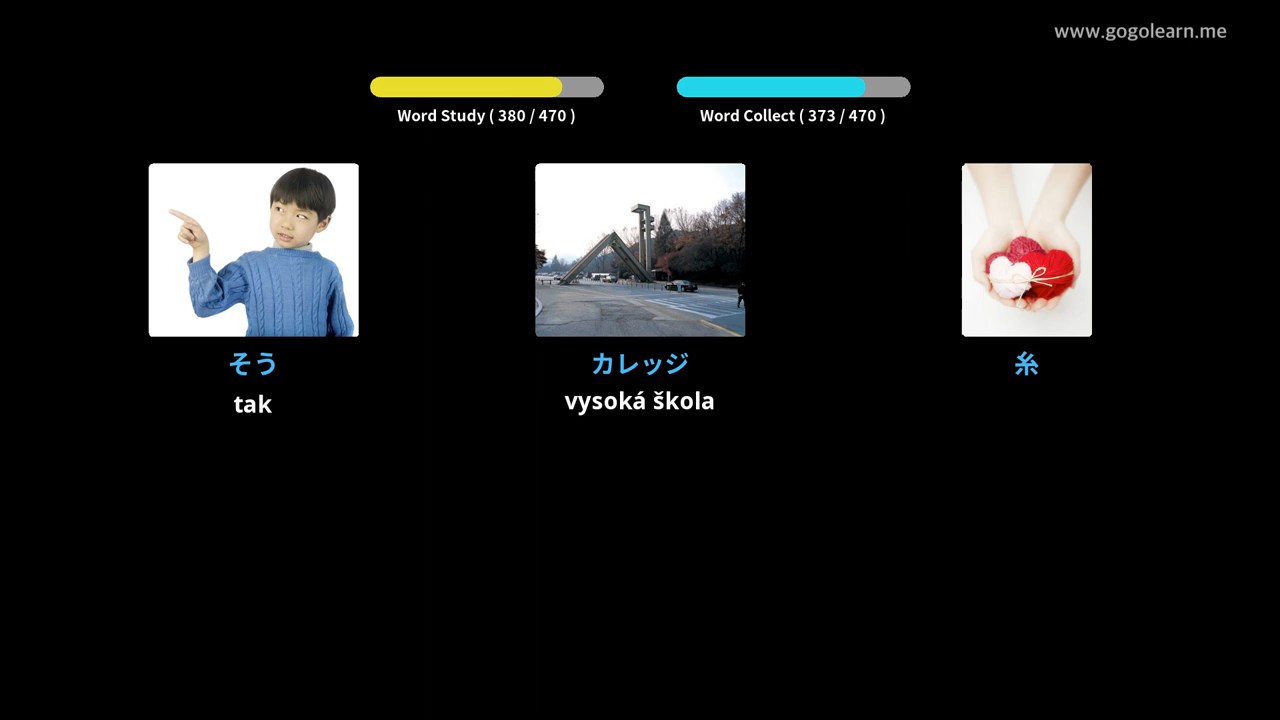 www.gogolearn.me
Word Study ( 380 / 470 )
Word Collect ( 373 / 470 )
そう
カレッジ
糸
tak
vysoká škola